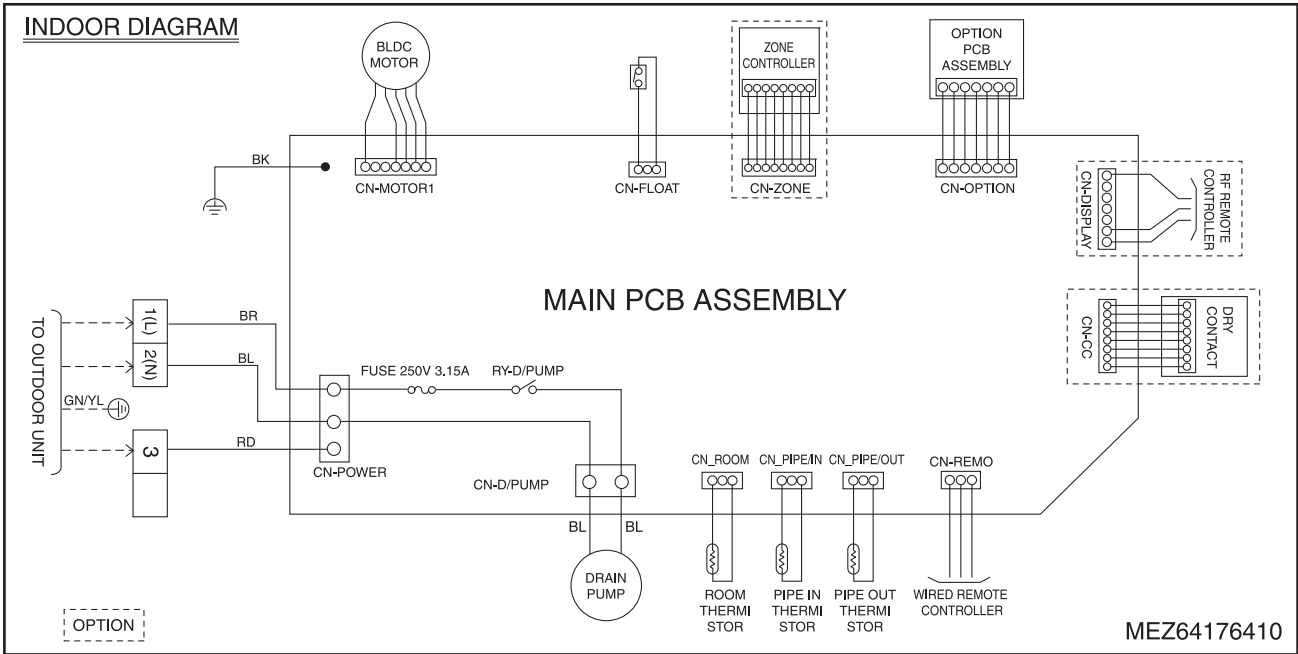 INDOOR DIAGRAM
BLDC
MOTOR
ZONE
CONTROLLER
OPTION
PCB
ASSEMBLY
BK
CN-MOTOR1
CN-FLOAT
CN-ZONE
CN-OPTION
CN-DISPLAY
RF REMOTE
CONTROLLER
MAIN PCB ASSEMBLY
CN-CC
DRY
CONTACT
TO OUTDOOR UNIT
1(L)
BR
2(N)
BL
GN/YL
3
RD
FUSE 250V 3.15A
RY-D/PUMP
CN-POWER
CN-D/PUMP
BL
BL
DRAIN
PUMP
CN_ROOM
CN_PIPE/IN
CN_PIPE/OUT
CN-REMO
ROOM
THERMI
STOR
PIPE IN
THERMI
STOR
PIPE OUT
THERMI
STOR
WIRED REMOTE
CONTROLLER
OPTION
MEZ64176410